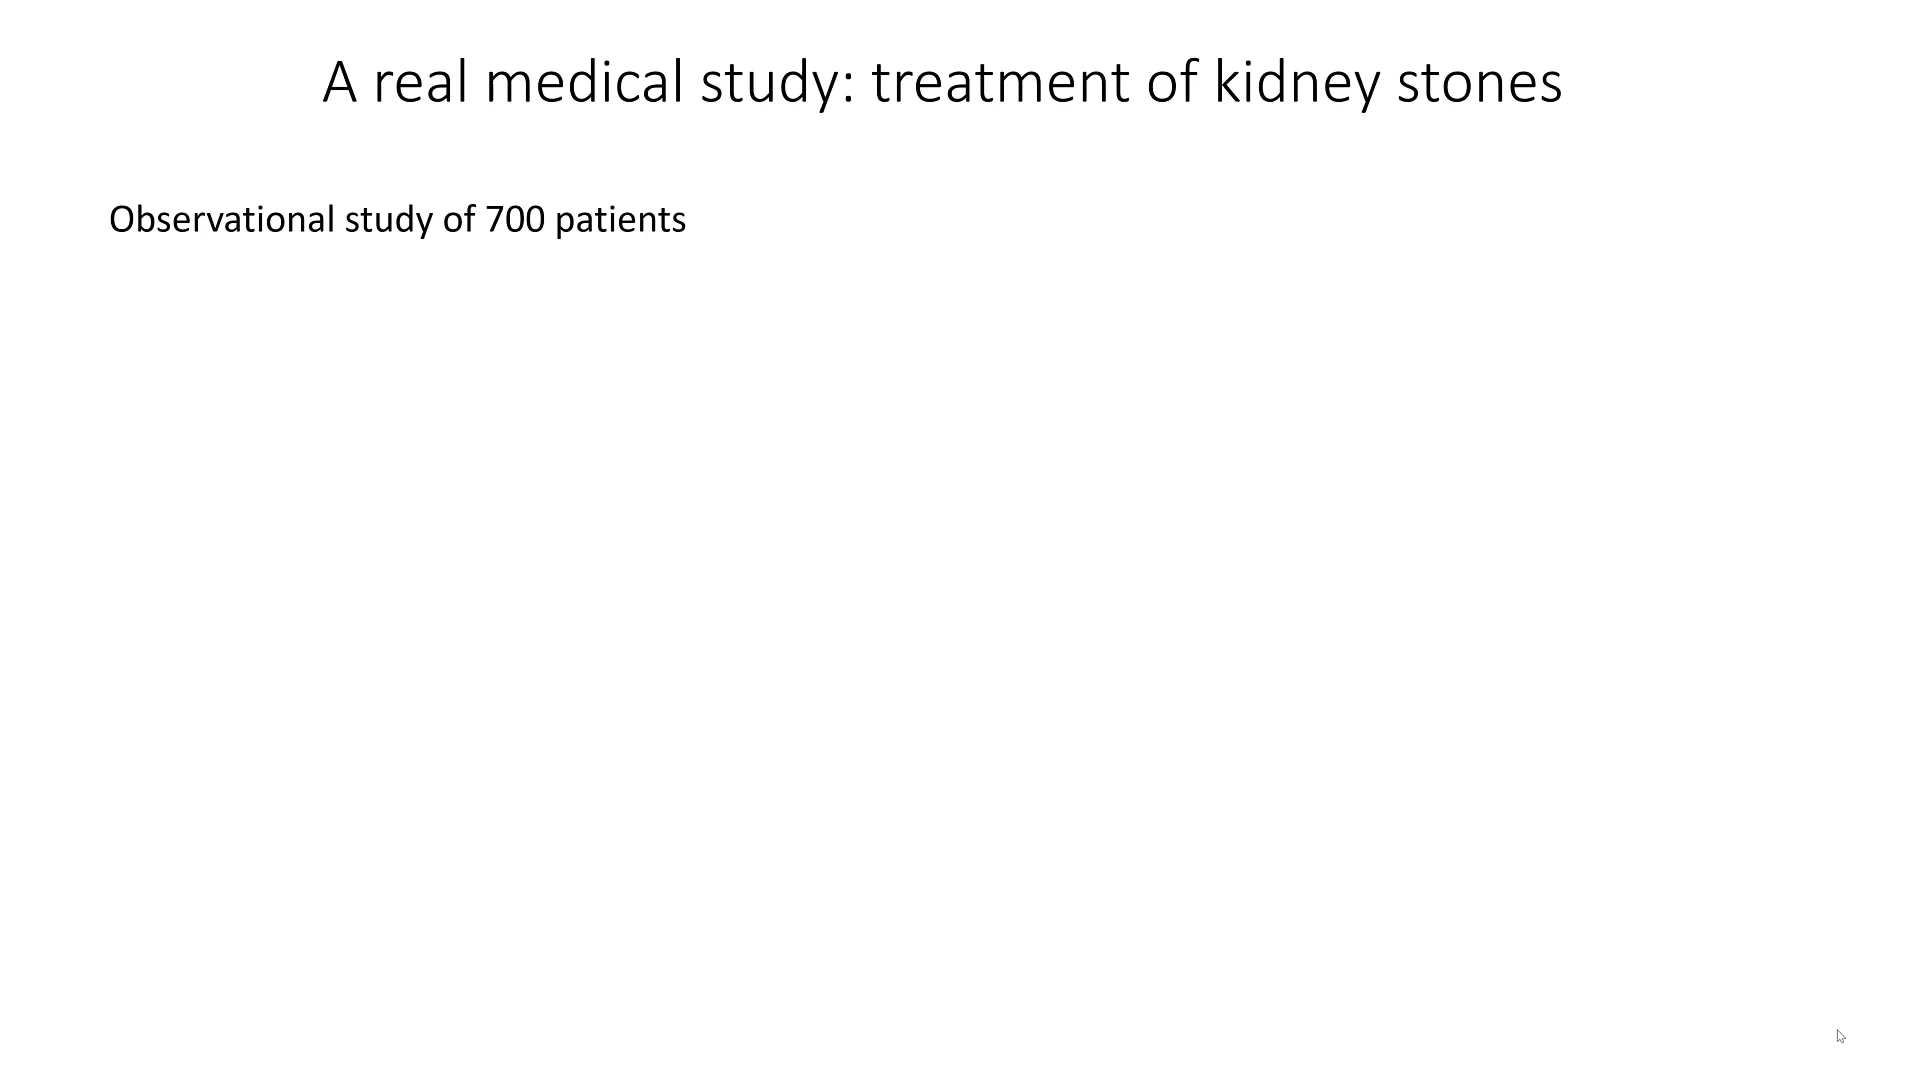 A real medical study: treatment of kidney stones
Observational study of 700 patients